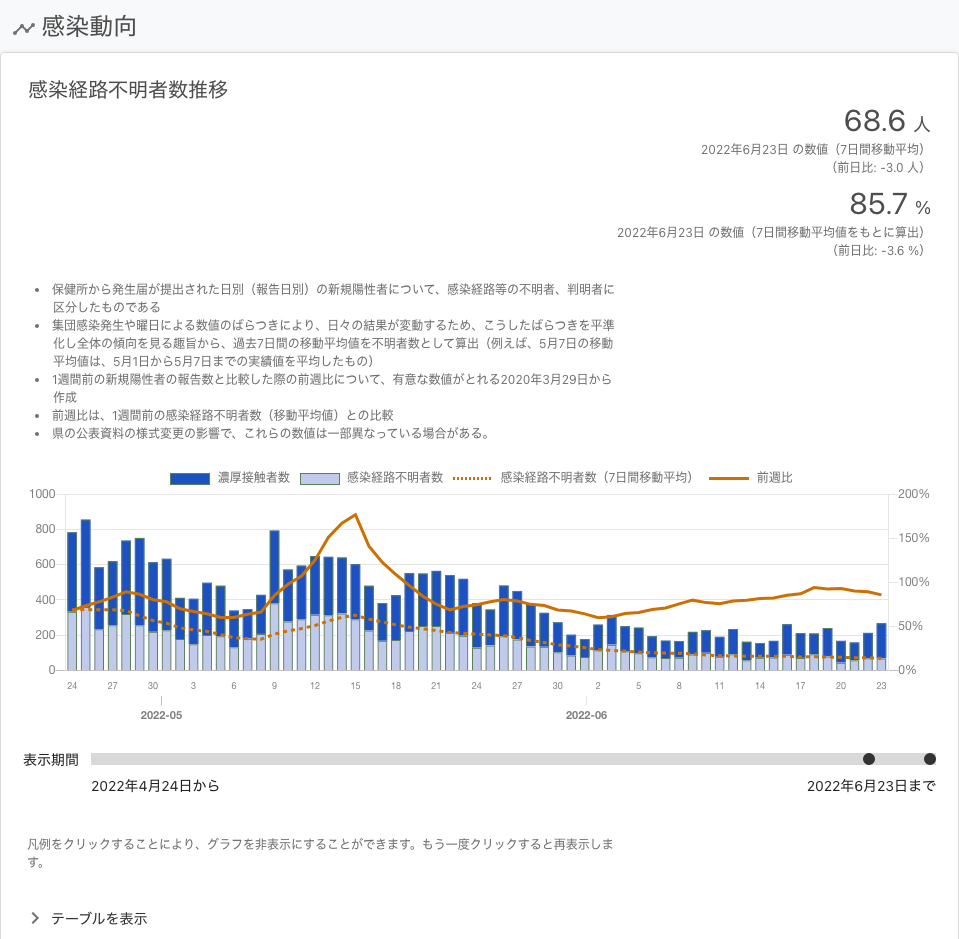 感染動向
感染経路不明者数推移
68.6 人
2022年6月23日 の数値（7日間移動平均）
（前日比: -3.0 人）
85.7 %
2022年6月23日 の数値（7日間移動平均値をもとに算出）
（前日比: -3.6 %）
• 保健所から発生届が提出された日別（報告日別）の新規陽性者について、感染経路等の不明者、判明者に
区分したものである
• 集団感染発生や曜日による数値のばらつきにより、日々の結果が変動するため、こうしたばらつきを平準
化し全体の傾向を見る趣旨から、過去7日間の移動平均値を不明者数として算出（例えば、5月7日の移動
平均値は、5月1日から5月7日までの実績値を平均したもの）
• 1週間前の新規陽性者の報告数と比較した際の前週比について、有意な数値がとれる2020年3月29日から
作成
• 前週比は、1週間前の感染経路不明者数（移動平均値）との比較
• 県の公表資料の様式変更の影響で、これらの数値は一部異なっている場合がある。
濃厚接触者数 感染経路不明者数 感染経路不明者数（7日間移動平均） 前週比
1000 200%
800 150%
600
400 100%
200 50%
0 0%
24 27 30 3 6 9 12 15 18 21 24 27 30 2 5 8 11 14 17 20 23
2022-05 2022-06
表示期間
2022年4月24日から 2022年6月23日まで
凡例をクリックすることにより、グラフを非表示にすることができます。もう一度クリックすると再表示しま
す。
テーブルを表示